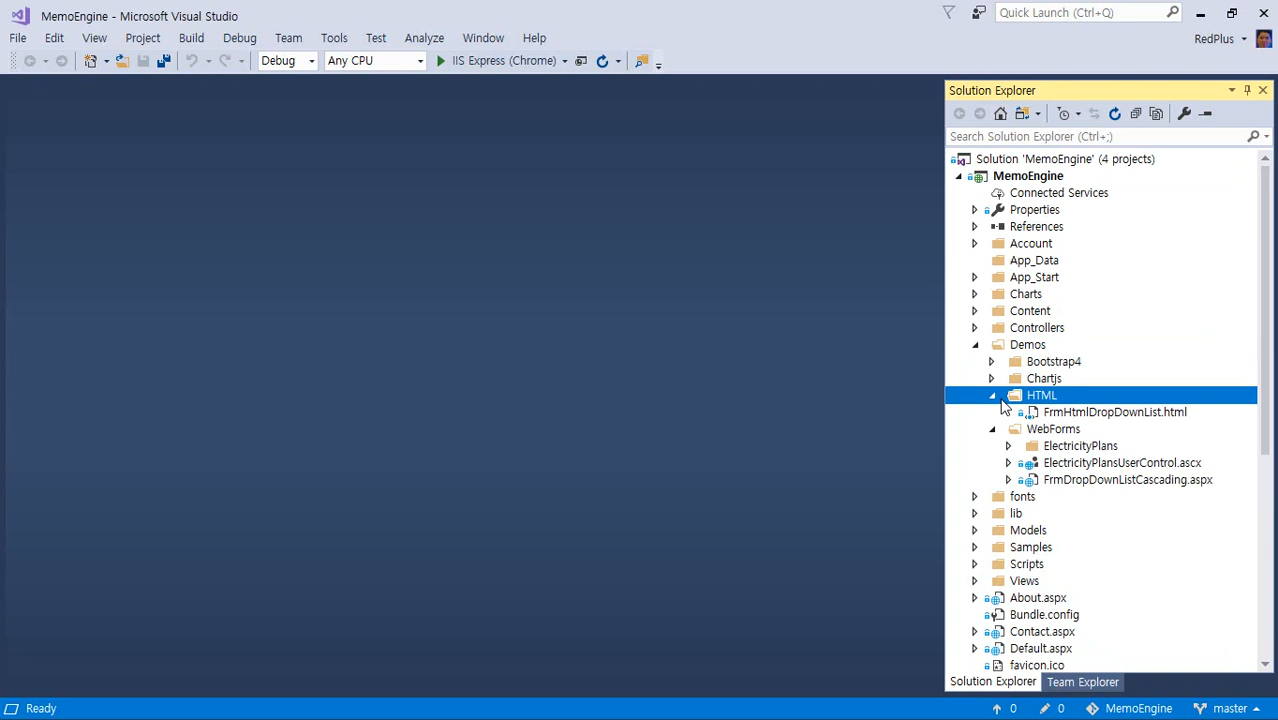 MemoEngine - Microsoft Visual Studio
Quick Launch (Ctrl+Q)
File Edit View Project Build Debug Team Tools Test Analyze Window Help
RedPlus
Debug Any CPU IIS Express (Chrome)
Solution Explorer
Search Solution Explorer (Ctrl+;)
Solution 'MemoEngine' (4 projects)
MemoEngine
Connected Services
Properties
References
Account
App_Data
App_Start
Charts
Content
Controllers
Demos
Bootstrap4
Chartjs
HTML
FrmHtmlDropDownList.html
WebForms
ElectricityPlans
ElectricityPlansUserControl.ascx
FrmDropDownListCascading.aspx
fonts
lib
Models
Samples
Scripts
Views
About.aspx
Bundle.config
Contact.aspx
Default.aspx
favicon.ico
Solution Explorer Team Explorer
Ready 0 0 MemoEngine master